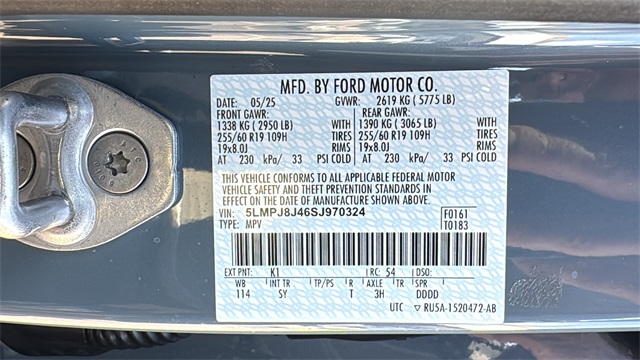 MFD. BY FORD MOTOR CO.
DATE: 05/25 GVWR: 2619 KG ( 5775 LB)
FRONT GAWR: REAR GAWR:
1338 KG ( 2950 LB) WITH 1390 KG ( 3065 LB) WITH
255/60 R19 109H TIRES 255/60 R19 109H TIRES
19x8.0J RIMS 19x8.0J RIMS
AT 230 kPa/ 33 PSI COLD AT 230 kPa/ 33 PSI COLD
THIS VEHICLE CONFORMS TO ALL APPLICABLE FEDERAL MOTOR
VEHICLE SAFETY AND THEFT PREVENTION STANDARDS IN
EFFECT ON THE DATE OF MANUFACTURE SHOWN ABOVE.
VIN: 5LMPJ8J46SJ970324 F0161
TYPE: MPV T0183
EXT PNT: K1 RC: 54 DSO:
WB INT TR TP/PS R AXLE TR SPR
114 SY T 3H DDDD
UTC ▽ RU5A-1520472-AB